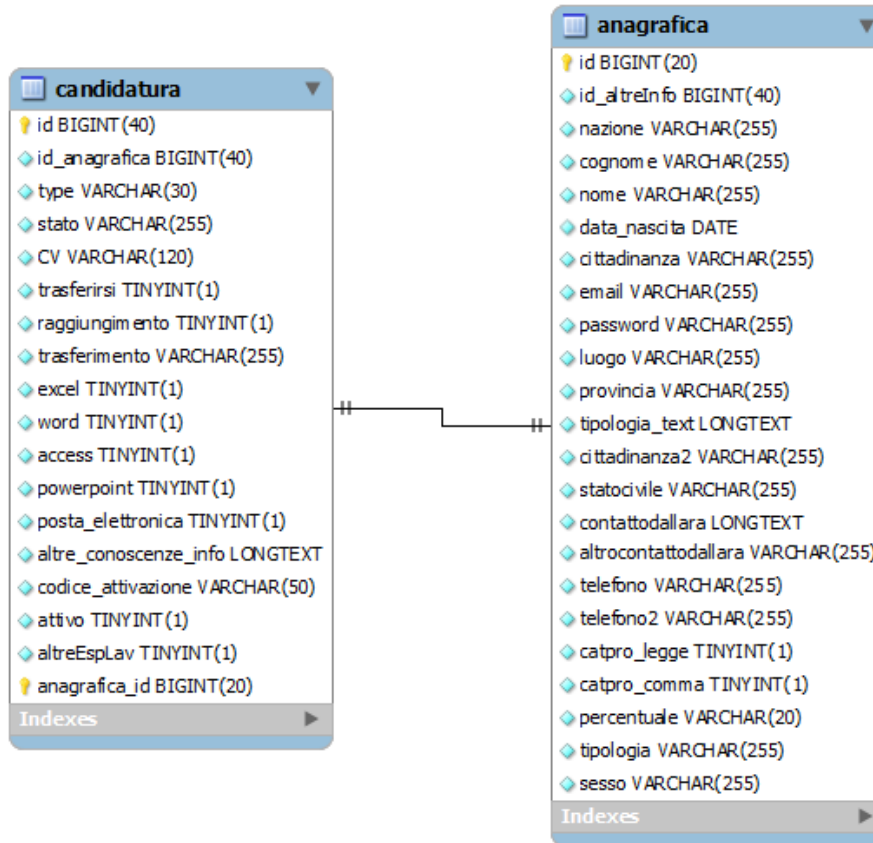 candidatura
id BIGINT(40)
id_anagrafica BIGINT(40)
type VARCHAR(30)
stato VARCHAR(255)
CV VARCHAR(120)
trasferirsi TINYINT(1)
raggiungimento TINYINT(1)
trasferimento VARCHAR(255)
excel TINYINT(1)
word TINYINT(1)
access TINYINT(1)
powerpoint TINYINT(1)
posta_elettronica TINYINT(1)
altre_conoscenze_info LONGTEXT
codice_attivazione VARCHAR(50)
attivo TINYINT(1)
altreEspLav TINYINT(1)
anagrafica_id BIGINT(20)
Indexes
anagrafica
id BIGINT(20)
id_altreInfo BIGINT(40)
nazione VARCHAR(255)
cognome VARCHAR(255)
nome VARCHAR(255)
data_nascita DATE
cittadinanza VARCHAR(255)
email VARCHAR(255)
password VARCHAR(255)
luogo VARCHAR(255)
provincia VARCHAR(255)
tipologia_text LONGTEXT
cittadinanza2 VARCHAR(255)
statocivile VARCHAR(255)
contattodallara LONGTEXT
altrocontattodallara VARCHAR(255)
telefono VARCHAR(255)
telefono2 VARCHAR(255)
catpro_legge TINYINT(1)
catpro_comma TINYINT(1)
percentuale VARCHAR(20)
tipologia VARCHAR(255)
sesso VARCHAR(255)
Indexes